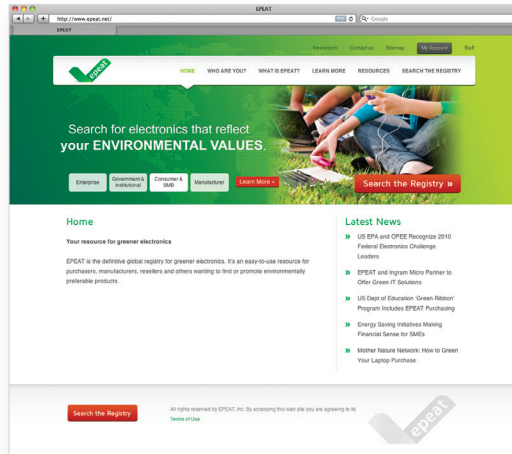 EPEAT
http://www.epeat.net/
Google
EPEAT
Newsroom Contact us Sitemap My Account Staff
epeat
HOME WHO ARE YOU? WHAT IS EPEAT? LEARN MORE RESOURCES SEARCH THE REGISTRY
Search for electronics that reflect
your ENVIRONMENTAL VALUES.
Enterprise
Government &
Institutional
Consumer &
SMB
Manufacturer
Learn More »
Search the Registry »
Home
Your resource for greener electronics
EPEAT is the definitive global registry for greener electronics. It's an easy-to-use resource for
purchasers, manufacturers, resellers and others wanting to find or promote environmentally
preferable products.
Latest News
» US EPA and OFEE Recognize 2010
Federal Electronics Challenge
Leaders
» EPEAT and Ingram Micro Partner to
Offer Green IT Solutions
» US Dept of Education 'Green Ribbon'
Program Includes EPEAT Purchasing
» Energy Saving Initiatives Making
Financial Sense for SMEs
» Mother Nature Network: How to Green
Your Laptop Purchase
Search the Registry
All rights reserved by EPEAT, Inc. By accessing this web site you are agreeing to its
Terms of Use
epeat